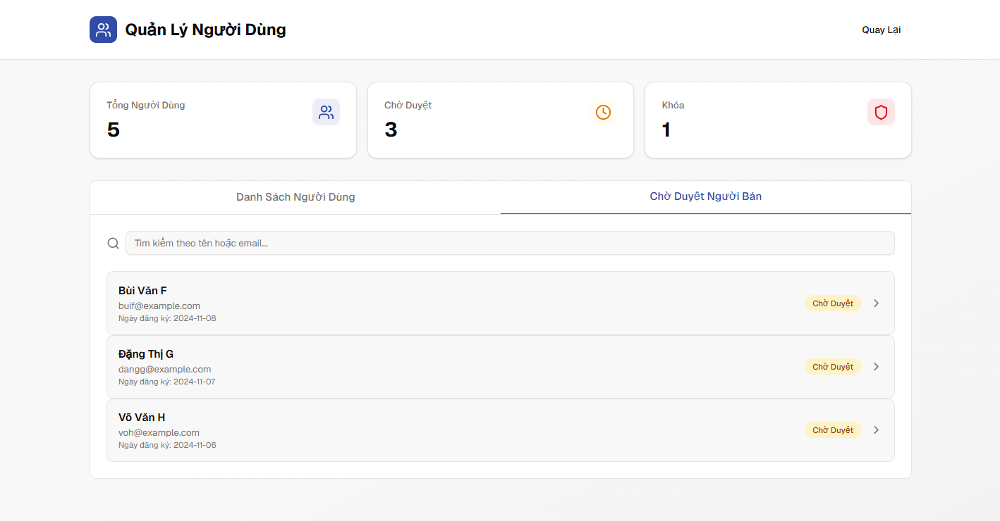 Quản Lý Người Dùng
Quay Lại
Tổng Người Dùng
5
Chờ Duyệt
3
Khóa
1
Danh Sách Người Dùng
Chờ Duyệt Người Bán
Tìm kiếm theo tên hoặc email...
Bùi Văn F
buif@example.com
Ngày đăng ký: 2024-11-08
Chờ Duyệt
Đặng Thị G
dangg@example.com
Ngày đăng ký: 2024-11-07
Chờ Duyệt
Võ Văn H
voh@example.com
Ngày đăng ký: 2024-11-06
Chờ Duyệt